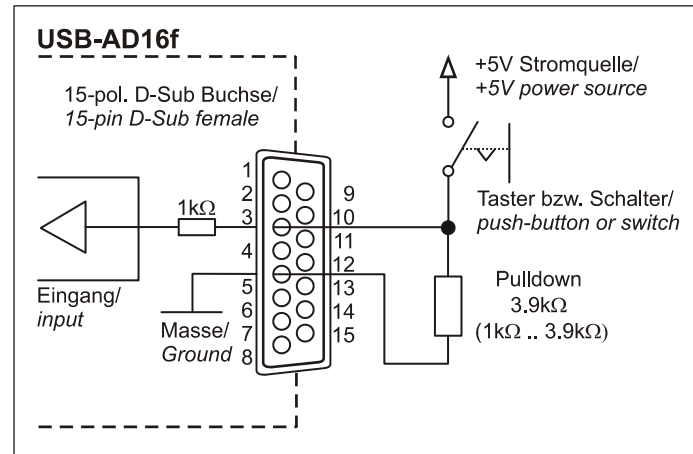 USB-AD16f
15-pol. D-Sub Buchse/
15-pin D-Sub female
+5V Stromquelle/
+5V power source
Taster bzw. Schalter/
push-button or switch
1kΩ
1
2
3
4
5
6
7
8
9
10
11
12
13
14
15
Eingang/
input
Masse/
Ground
Pulldown
3.9kΩ
(1kΩ .. 3.9kΩ)